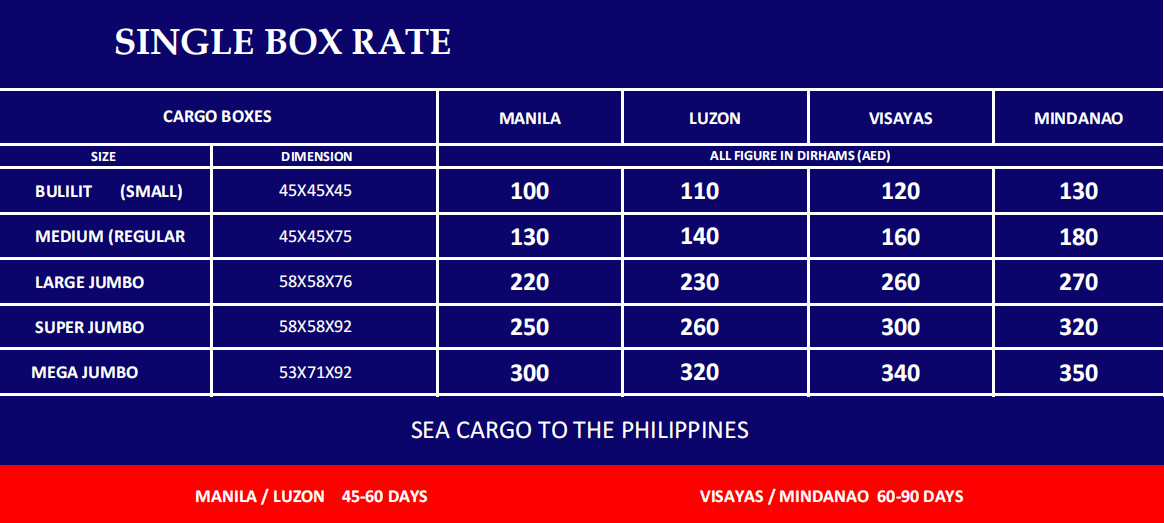 SINGLE BOX RATE
CARGO BOXES MANILA LUZON VISAYAS MINDANAO
SIZE DIMENSION ALL FIGURE IN DIRHAMS (AED)
BULILIT (SMALL) 45X45X45 100 110 120 130
MEDIUM (REGULAR 45X45X75 130 140 160 180
LARGE JUMBO 58X58X76 220 230 260 270
SUPER JUMBO 58X58X92 250 260 300 320
MEGA JUMBO 53X71X92 300 320 340 350
SEA CARGO TO THE PHILIPPINES
MANILA / LUZON 45-60 DAYS VISAYAS / MINDANAO 60-90 DAYS